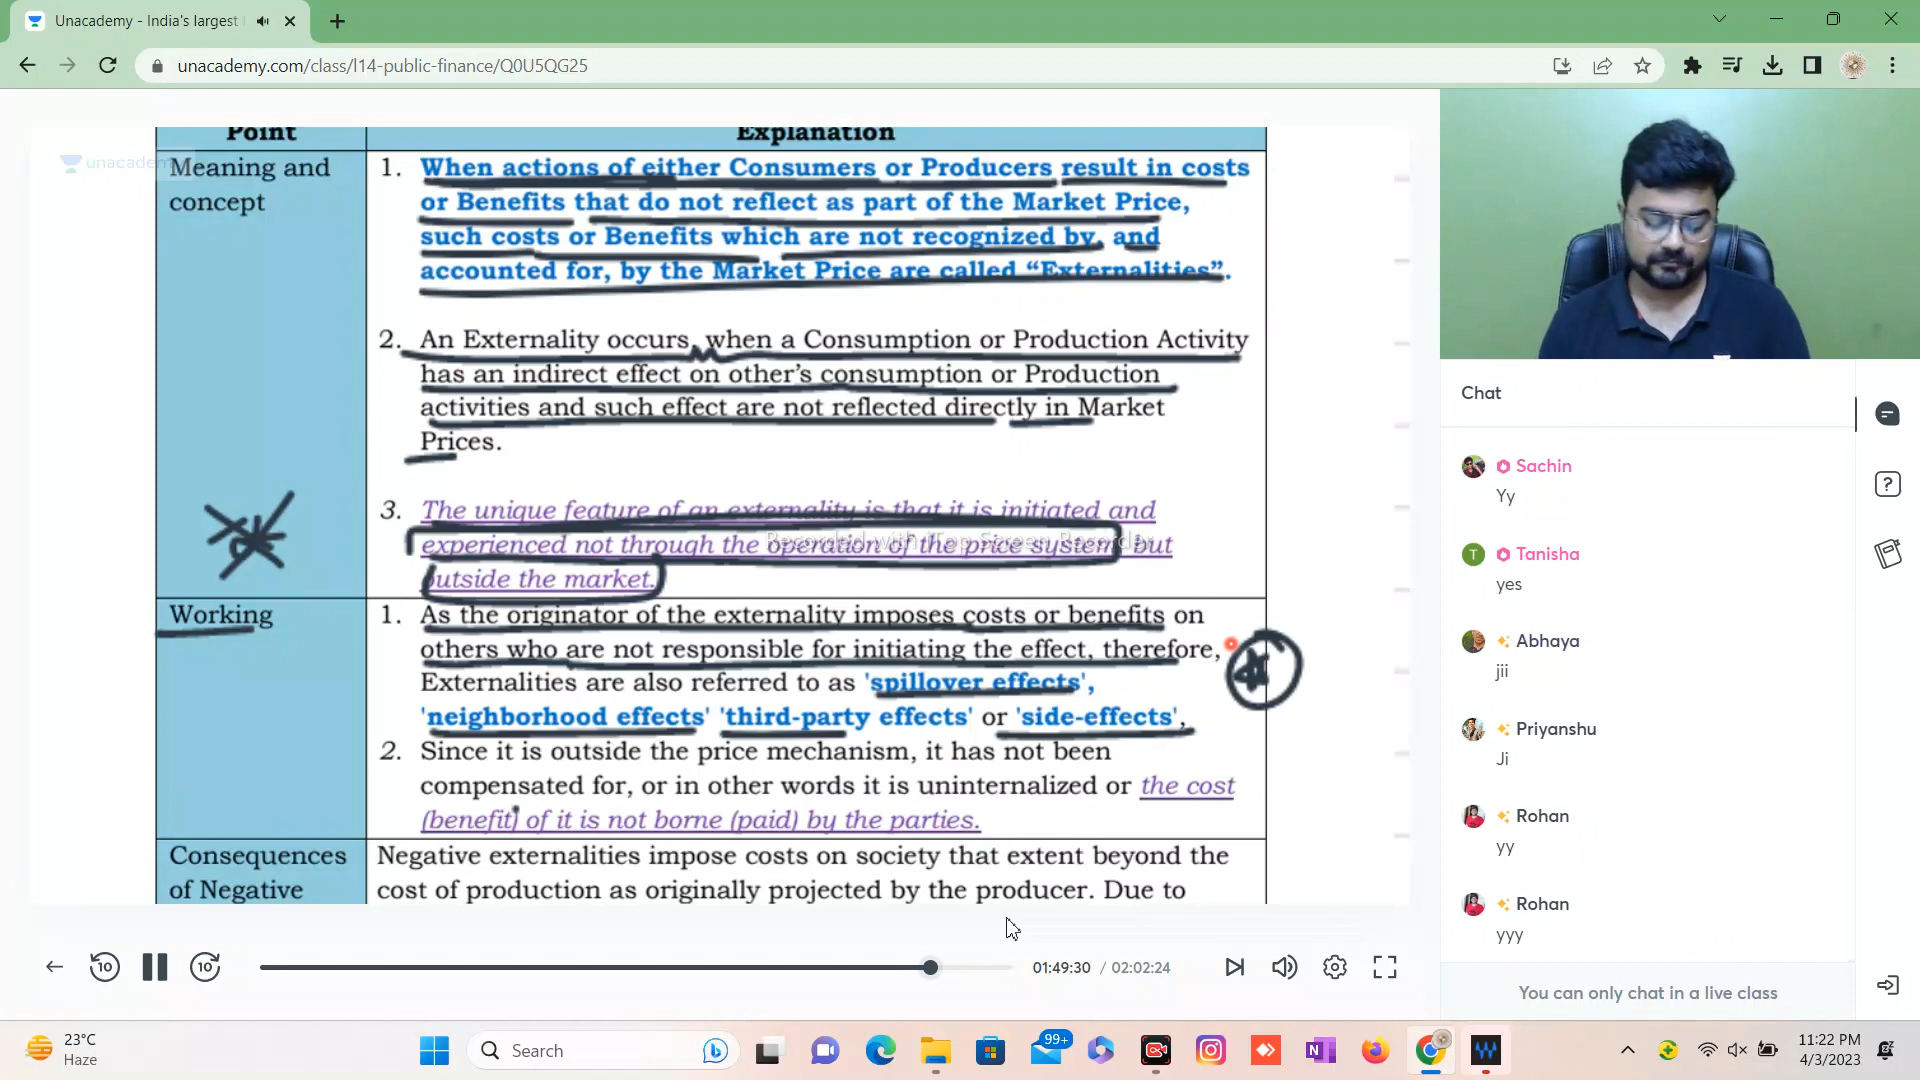 Unacademy - India's largest
unacademy.com/class/l14-public-finance/Q0U5QG25
unacadem
Point
Explanation
Meaning and
concept
1. When actions of either Consumers or Producers result in costs
or Benefits that do not reflect as part of the Market Price,
such costs or Benefits which are not recognized by, and
accounted for, by the Market Price are called “Externalities”.
2. An Externality occurs, when a Consumption or Production Activity
has an indirect effect on other’s consumption or Production
activities and such effect are not reflected directly in Market
Prices.
3. The unique feature of an externality is that it is initiated and
experienced not through the operation of the price system but
outside the market.
Recorded with iTop Screen Recorder
Working
1. As the originator of the externality imposes costs or benefits on
others who are not responsible for initiating the effect, therefore,
Externalities are also referred to as 'spillover effects',
'neighborhood effects' 'third-party effects' or 'side-effects',
2. Since it is outside the price mechanism, it has not been
compensated for, or in other words it is uninternalized or the cost
(benefit) of it is not borne (paid) by the parties.
Consequences
of Negative
Negative externalities impose costs on society that extent beyond the
cost of production as originally projected by the producer. Due to
10
10
01:49:30 / 02:02:24
Chat
Sachin
Yy
T
Tanisha
yes
Abhaya
jii
Priyanshu
Ji
Rohan
yy
Rohan
yyy
You can only chat in a live class
23°C
Haze
Search
99+
11:22 PM
4/3/2023